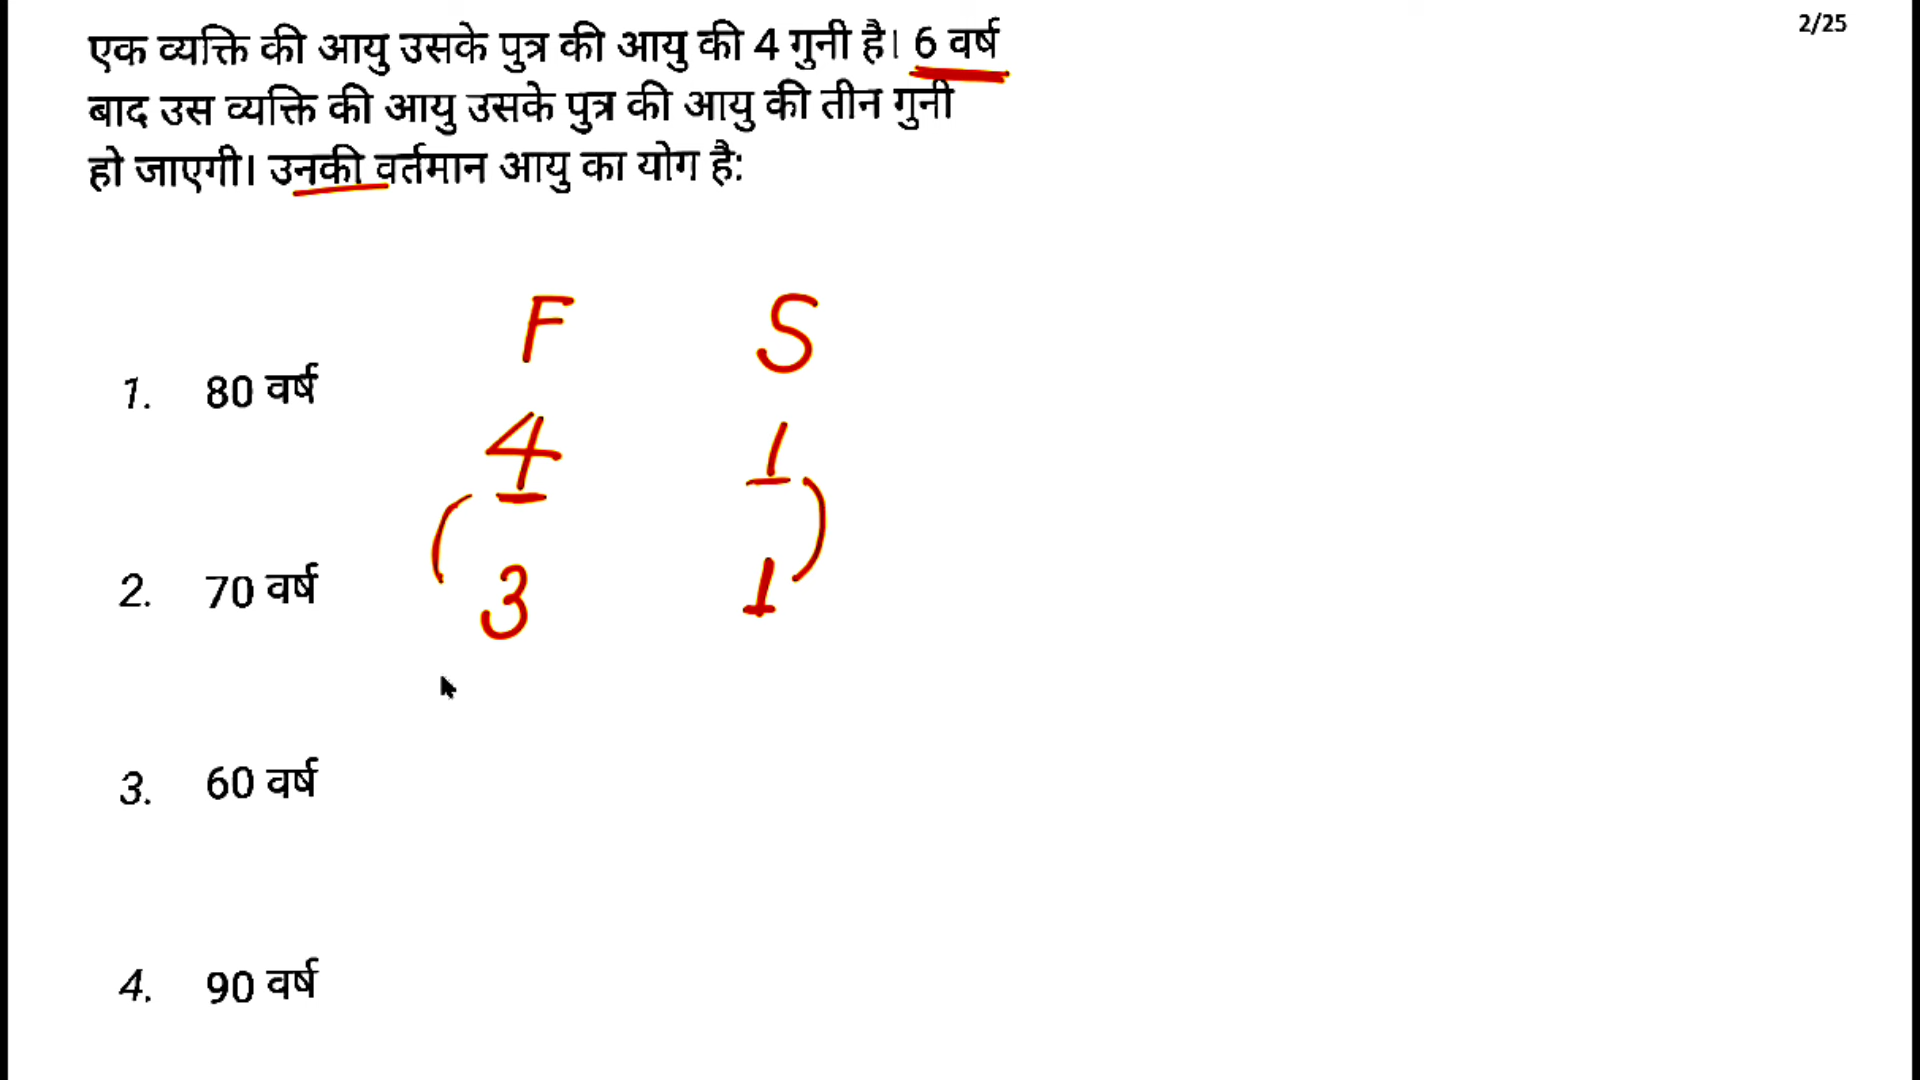 2/25
एक व्यक्ति की आयु उसके पुत्र की आयु की 4 गुनी है। 6 वर्ष
बाद उस व्यक्ति की आयु उसके पुत्र की आयु की तीन गुनी
हो जाएगी। उनकी वर्तमान आयु का योग है:
F S
1. 80 वर्ष
4 1
2. 70 वर्ष
3 1
3. 60 वर्ष
4. 90 वर्ष